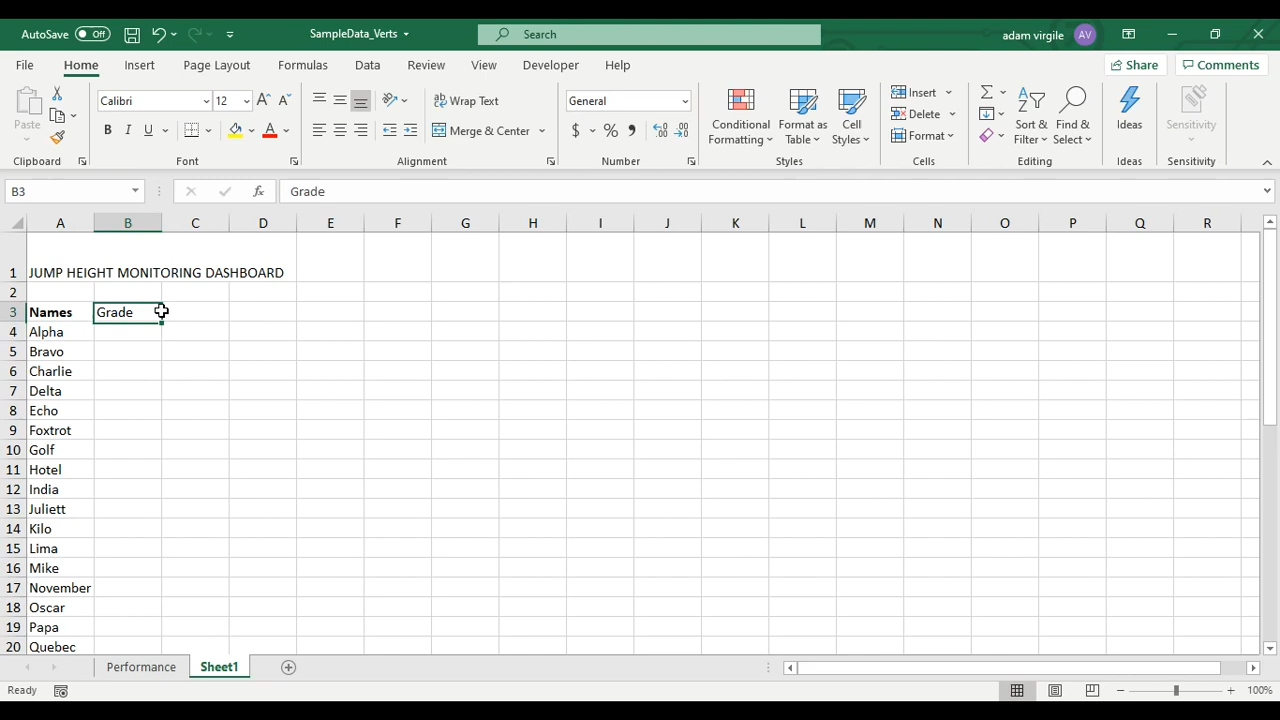 AutoSave Off SampleData_Verts Search adam virgile AV
File Home Insert Page Layout Formulas Data Review View Developer Help Share Comments
Paste Calibri 12 A A Wrap Text General Conditional Formatting Format as Table Cell Styles Insert Sort & Filter Find & Select Ideas Sensitivity
Delete
B I U A Merge & Center $ % , Format
Clipboard Font Alignment Number Styles Cells Editing Ideas Sensitivity
B3 fx Grade
A B C D E F G H I J K L M N O P Q R
1 JUMP HEIGHT MONITORING DASHBOARD
2
3 Names Grade
4 Alpha
5 Bravo
6 Charlie
7 Delta
8 Echo
9 Foxtrot
10 Golf
11 Hotel
12 India
13 Juliett
14 Kilo
15 Lima
16 Mike
17 November
18 Oscar
19 Papa
20 Quebec
Performance Sheet1
Ready 100%